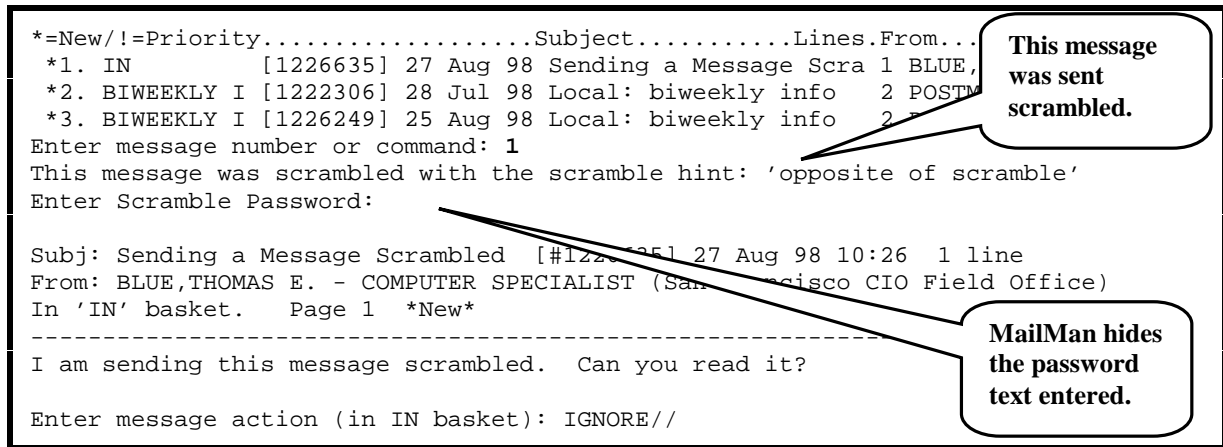 *=New/!=Priority...................Subject...........Lines.From...
*1. IN [1226635] 27 Aug 98 Sending a Message Scra 1 BLUE,
*2. BIWEEKLY I [1222306] 28 Jul 98 Local: biweekly info 2 POSTM
*3. BIWEEKLY I [1226249] 25 Aug 98 Local: biweekly info 2
Enter message number or command: 1
This message was scrambled with the scramble hint: ’opposite of scramble’
Enter Scramble Password:
Subj: Sending a Message Scrambled [#1226635] 27 Aug 98 10:26 1 line
From: BLUE,THOMAS E. - COMPUTER SPECIALIST (San Francisco CIO Field Office)
In ’IN’ basket. Page 1 *New*
I am sending this message scrambled. Can you read it?
Enter message action (in IN basket): IGNORE//
This message
was sent
scrambled.
MailMan hides
the password
text entered.